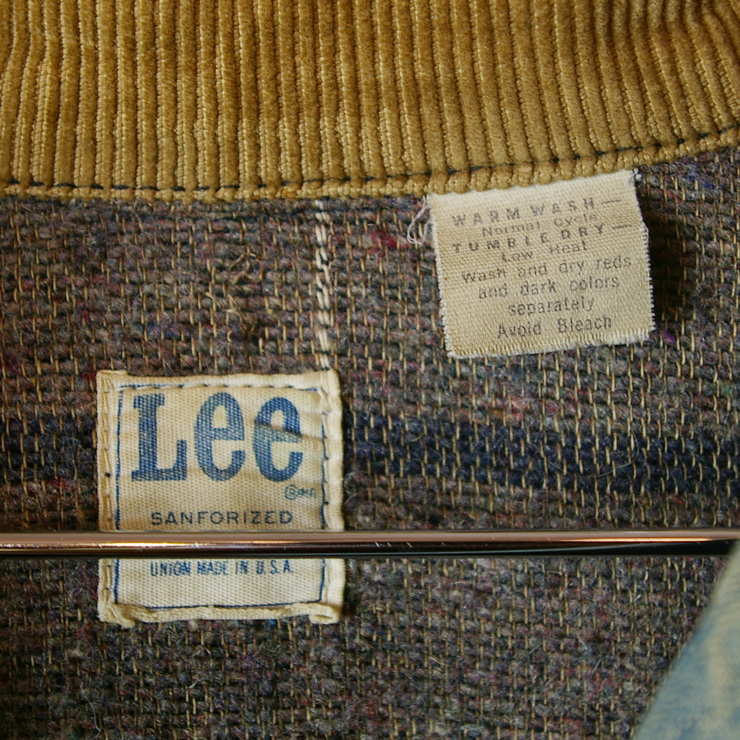 WARM WASH—
Normal Cycle
TUMBLE DRY—
Low Heat
Wash and dry reds
and dark colors
separately
Avoid Bleach
Lee
SANFORIZED
UNION MADE IN U.S.A.